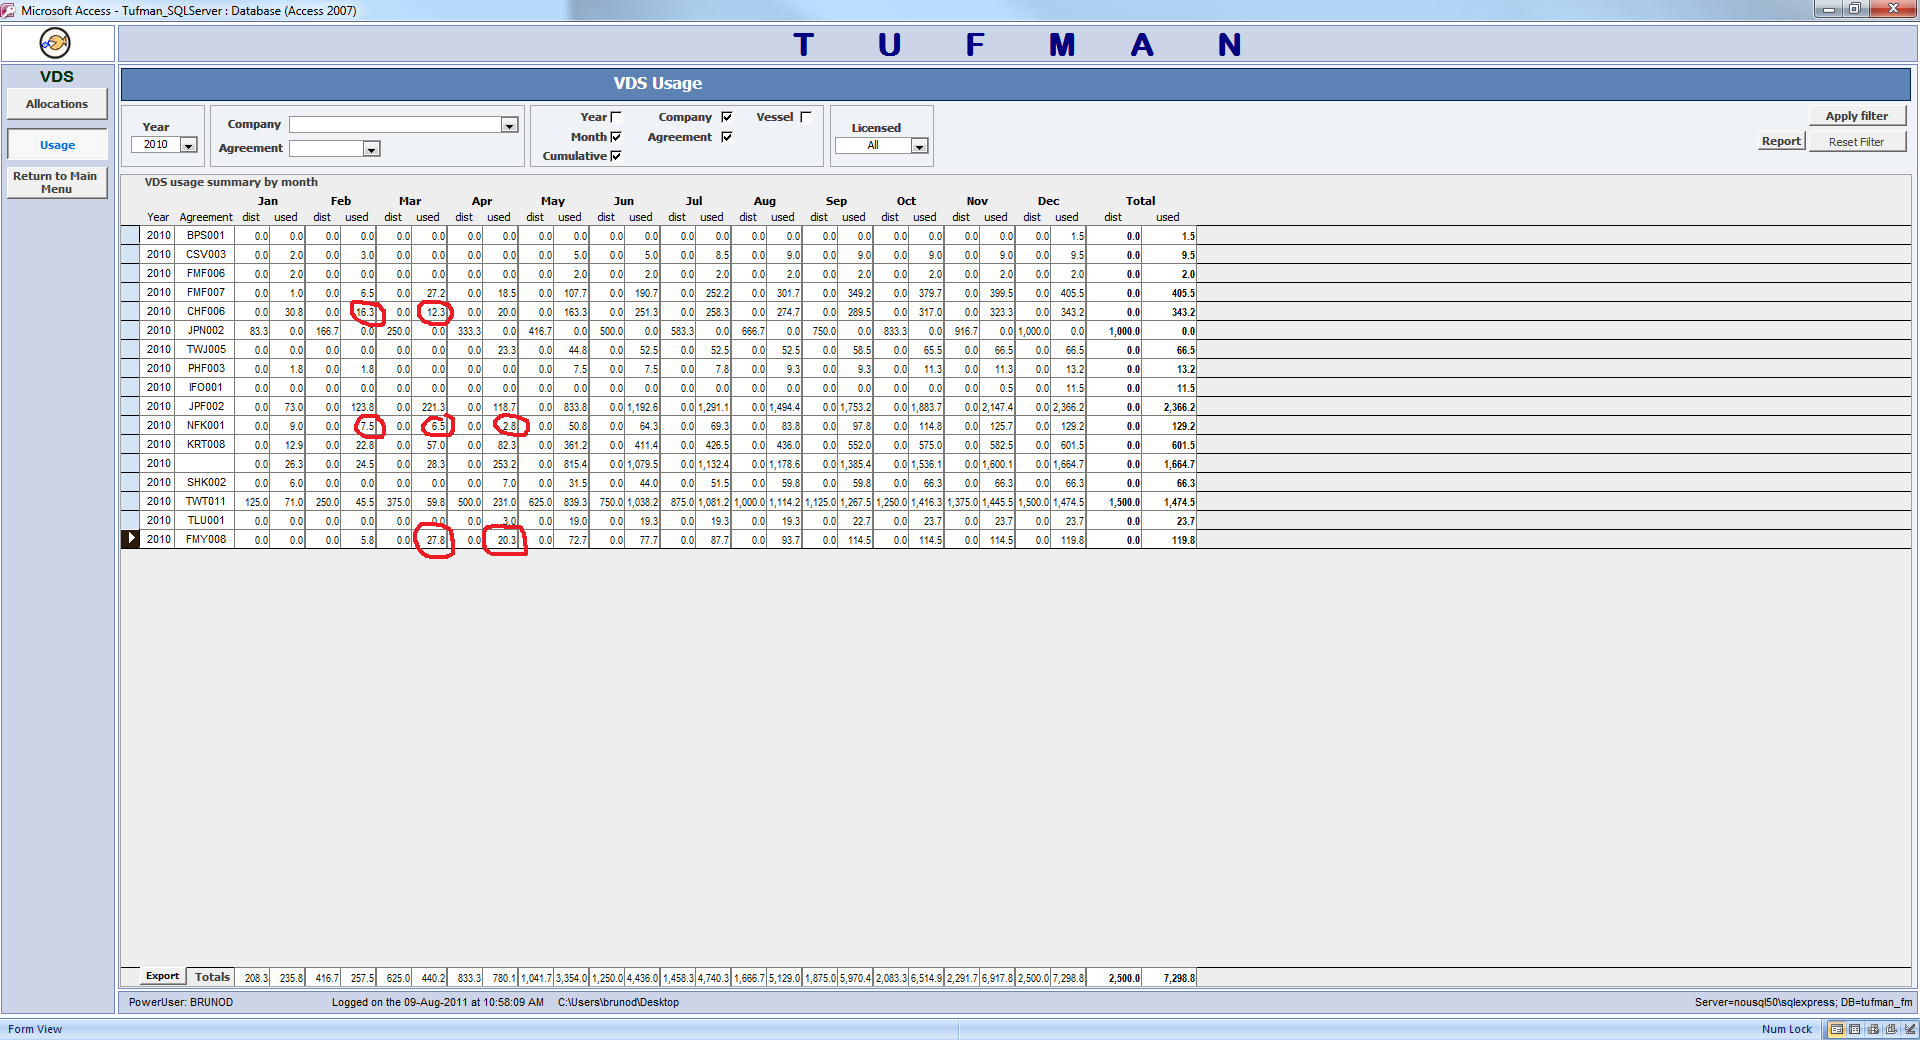 Microsoft Access - Tufman_SQLServer : Database (Access 2007)
T U F M A N
VDS
Allocations
Usage
Return to Main Menu
VDS Usage
Year
2010
Company
Agreement
Year
Month
Cumulative
Company
Agreement
Vessel
Licensed
All
Apply filter
Report
Reset Filter
VDS usage summary by month
Jan Feb Mar Apr May Jun Jul Aug Sep Oct Nov Dec Total
Year Agreement dist used dist used dist used dist used dist used dist used dist used dist used dist used dist used dist used dist used dist used
2010 BPS001 0.0 0.0 0.0 0.0 0.0 0.0 0.0 0.0 0.0 0.0 0.0 0.0 0.0 0.0 0.0 0.0 0.0 0.0 0.0 0.0 0.0 0.0 0.0 1.5 0.0 1.5
2010 CSV003 0.0 2.0 0.0 3.0 0.0 0.0 0.0 0.0 0.0 5.0 0.0 5.0 0.0 8.5 0.0 9.0 0.0 9.0 0.0 9.0 0.0 9.0 0.0 9.5 0.0 9.5
2010 FMF006 0.0 2.0 0.0 0.0 0.0 0.0 0.0 0.0 0.0 2.0 0.0 2.0 0.0 2.0 0.0 2.0 0.0 2.0 0.0 2.0 0.0 2.0 0.0 2.0 0.0 2.0
2010 FMF007 0.0 1.0 0.0 6.5 0.0 27.2 0.0 18.5 0.0 107.7 0.0 190.7 0.0 252.2 0.0 301.7 0.0 349.2 0.0 379.7 0.0 399.5 0.0 405.5 0.0 405.5
2010 CHF006 0.0 30.8 0.0 16.3 0.0 12.3 0.0 20.0 0.0 163.3 0.0 251.3 0.0 258.3 0.0 274.7 0.0 289.5 0.0 317.0 0.0 323.3 0.0 343.2 0.0 343.2
2010 JPN002 83.3 0.0 166.7 0.0 250.0 0.0 333.3 0.0 416.7 0.0 500.0 0.0 583.3 0.0 666.7 0.0 750.0 0.0 833.3 0.0 916.7 0.0 1,000.0 0.0 1,000.0 0.0
2010 TWJ005 0.0 0.0 0.0 0.0 0.0 0.0 0.0 23.3 0.0 44.8 0.0 52.5 0.0 52.5 0.0 52.5 0.0 58.5 0.0 65.5 0.0 66.5 0.0 66.5 0.0 66.5
2010 PHF003 0.0 1.8 0.0 1.8 0.0 0.0 0.0 0.0 0.0 7.5 0.0 7.5 0.0 7.8 0.0 9.3 0.0 9.3 0.0 11.3 0.0 11.3 0.0 13.2 0.0 13.2
2010 IFO001 0.0 0.0 0.0 0.0 0.0 0.0 0.0 0.0 0.0 0.0 0.0 0.0 0.0 0.0 0.0 0.0 0.0 0.0 0.0 0.0 0.0 0.5 0.0 11.5 0.0 11.5
2010 JPF002 0.0 73.0 0.0 123.8 0.0 221.3 0.0 118.7 0.0 833.8 0.0 1,192.6 0.0 1,291.1 0.0 1,494.4 0.0 1,753.2 0.0 1,883.7 0.0 2,147.4 0.0 2,366.2 0.0 2,366.2
2010 NFK001 0.0 9.0 0.0 7.5 0.0 6.5 0.0 2.8 0.0 50.8 0.0 64.3 0.0 69.3 0.0 83.8 0.0 97.8 0.0 114.8 0.0 125.7 0.0 129.2 0.0 129.2
2010 KRT008 0.0 12.9 0.0 22.8 0.0 57.0 0.0 82.3 0.0 361.2 0.0 411.4 0.0 426.5 0.0 436.0 0.0 552.0 0.0 575.0 0.0 582.5 0.0 601.5 0.0 601.5
2010 0.0 26.3 0.0 24.5 0.0 28.3 0.0 253.2 0.0 815.4 0.0 1,079.5 0.0 1,132.4 0.0 1,178.6 0.0 1,385.4 0.0 1,536.1 0.0 1,600.1 0.0 1,664.7 0.0 1,664.7
2010 SHK002 0.0 6.0 0.0 0.0 0.0 0.0 0.0 7.0 0.0 31.5 0.0 44.0 0.0 51.5 0.0 59.8 0.0 59.8 0.0 66.3 0.0 66.3 0.0 66.3 0.0 66.3
2010 TWT011 125.0 71.0 250.0 45.5 375.0 59.8 500.0 231.0 625.0 839.3 750.0 1,038.2 875.0 1,081.2 1,000.0 1,114.2 1,125.0 1,267.5 1,250.0 1,416.3 1,375.0 1,445.5 1,500.0 1,474.5 1,500.0 1,474.5
2010 TLU001 0.0 0.0 0.0 0.0 0.0 0.0 0.0 3.0 0.0 19.0 0.0 19.3 0.0 19.3 0.0 19.3 0.0 22.7 0.0 23.7 0.0 23.7 0.0 23.7 0.0 23.7
2010 FMY008 0.0 0.0 0.0 5.8 0.0 27.8 0.0 20.3 0.0 72.7 0.0 77.7 0.0 87.7 0.0 93.7 0.0 114.5 0.0 114.5 0.0 114.5 0.0 119.8 0.0 119.8
Export Totals 208.3 235.8 416.7 257.5 625.0 440.2 833.3 780.1 1,041.7 3,354.0 1,250.0 4,436.0 1,458.3 4,740.3 1,666.7 5,129.0 1,875.0 5,970.4 2,083.3 6,514.9 2,291.7 6,917.8 2,500.0 7,298.8 2,500.0 7,298.8
PowerUser: BRUNOD Logged on the 09-Aug-2011 at 10:58:09 AM C:\Users\brunod\Desktop Server=nousql50\sqlexpress; DB=tufman_fm
Form View Num Lock